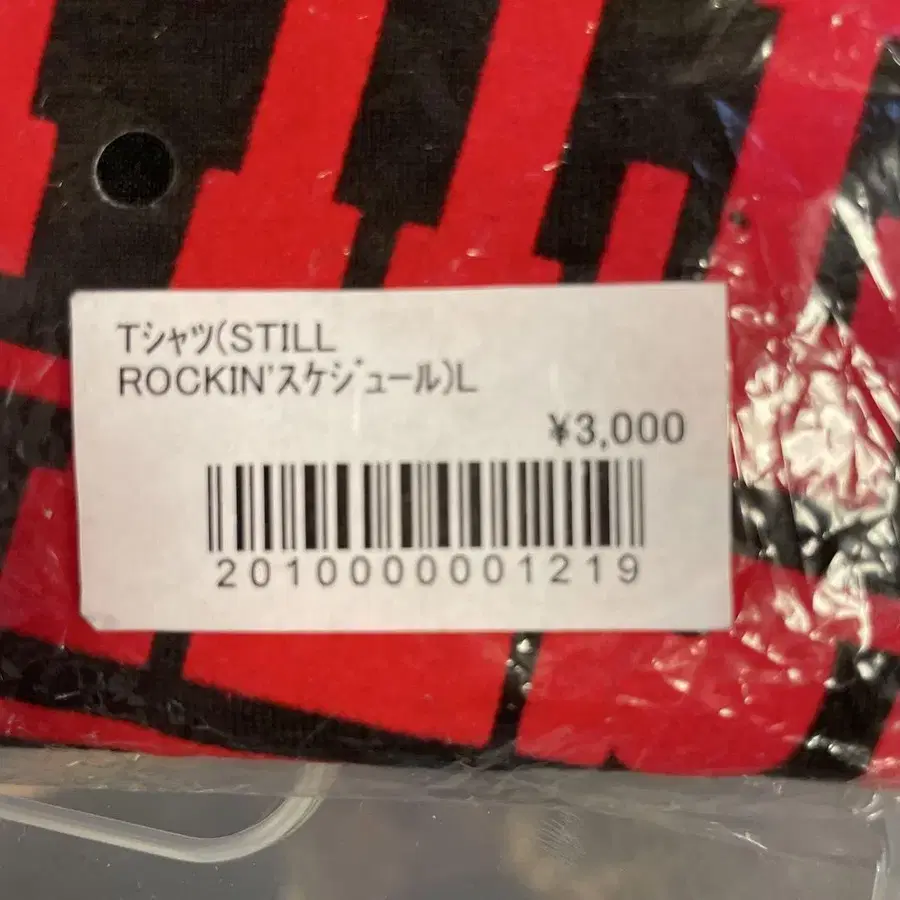 Tｼｬﾂ(STILL
ROCKIN'ｽｹｼﾞｭｰﾙ)L
¥3,000
2010000001219